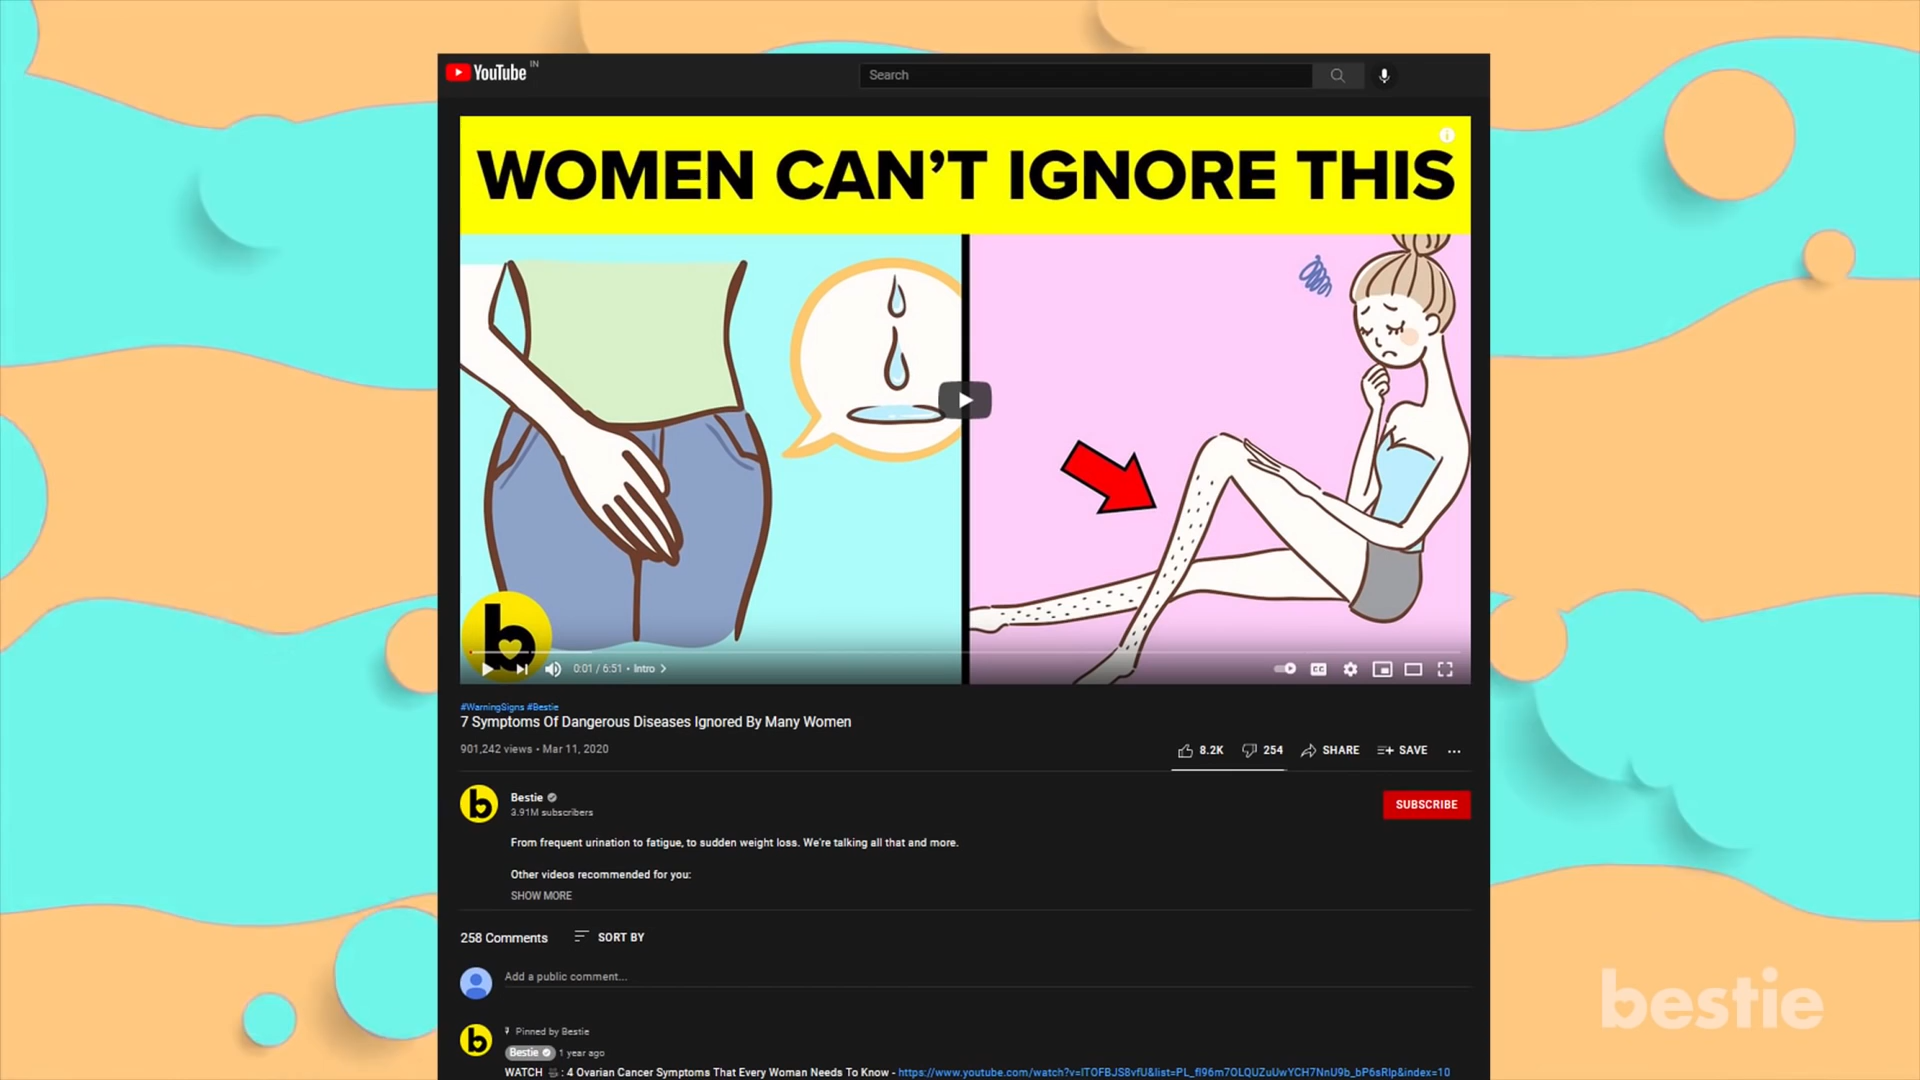 YouTube IN
Search
WOMEN CAN'T IGNORE THIS
b
0:01 / 6:51 • Intro
CC
#WarningSigns #Bestie
7 Symptoms Of Dangerous Diseases Ignored By Many Women
901,242 views • Mar 11, 2020
8.2K 254 SHARE SAVE ...
b
Bestie
SUBSCRIBE
3.91M subscribers
From frequent urination to fatigue, to sudden weight loss. We're talking all that and more.
Other videos recommended for you:
SHOW MORE
258 Comments SORT BY
Add a public comment...
bestie
b
Pinned by Bestie
Bestie 1 year ago
WATCH : 4 Ovarian Cancer Symptoms That Every Woman Needs To Know - https://www.youtube.com/watch?v=ITOFBJS8vfU&list=PL_fl96m7OLQUZuUwYCH7NnU9b_bP6sRlp&index=10